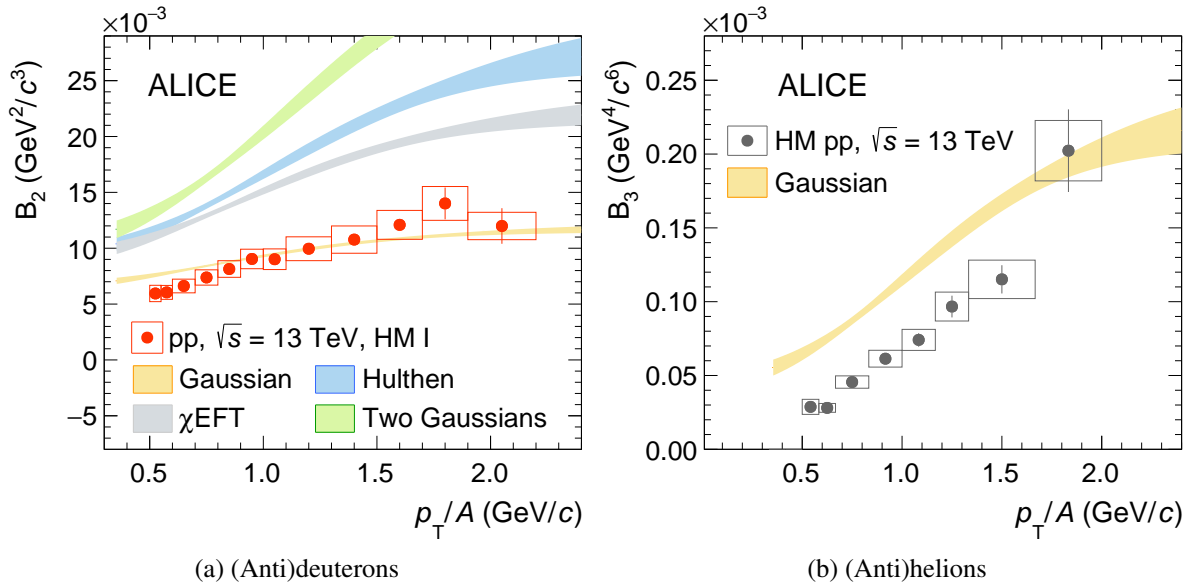 ×10⁻³
B₂ (GeV²/c³)
ALICE
25
20
15
10
5
0
−5
pp, √s = 13 TeV, HM I
Gaussian
Hulthen
χEFT
Two Gaussians
0.5 1.0 1.5 2.0
p_T/A (GeV/c)
(a) (Anti)deuterons
×10⁻³
B₃ (GeV⁴/c⁶)
ALICE
0.25
0.20
0.15
0.10
0.05
0.00
HM pp, √s = 13 TeV
Gaussian
0.5 1.0 1.5 2.0
p_T/A (GeV/c)
(b) (Anti)helions